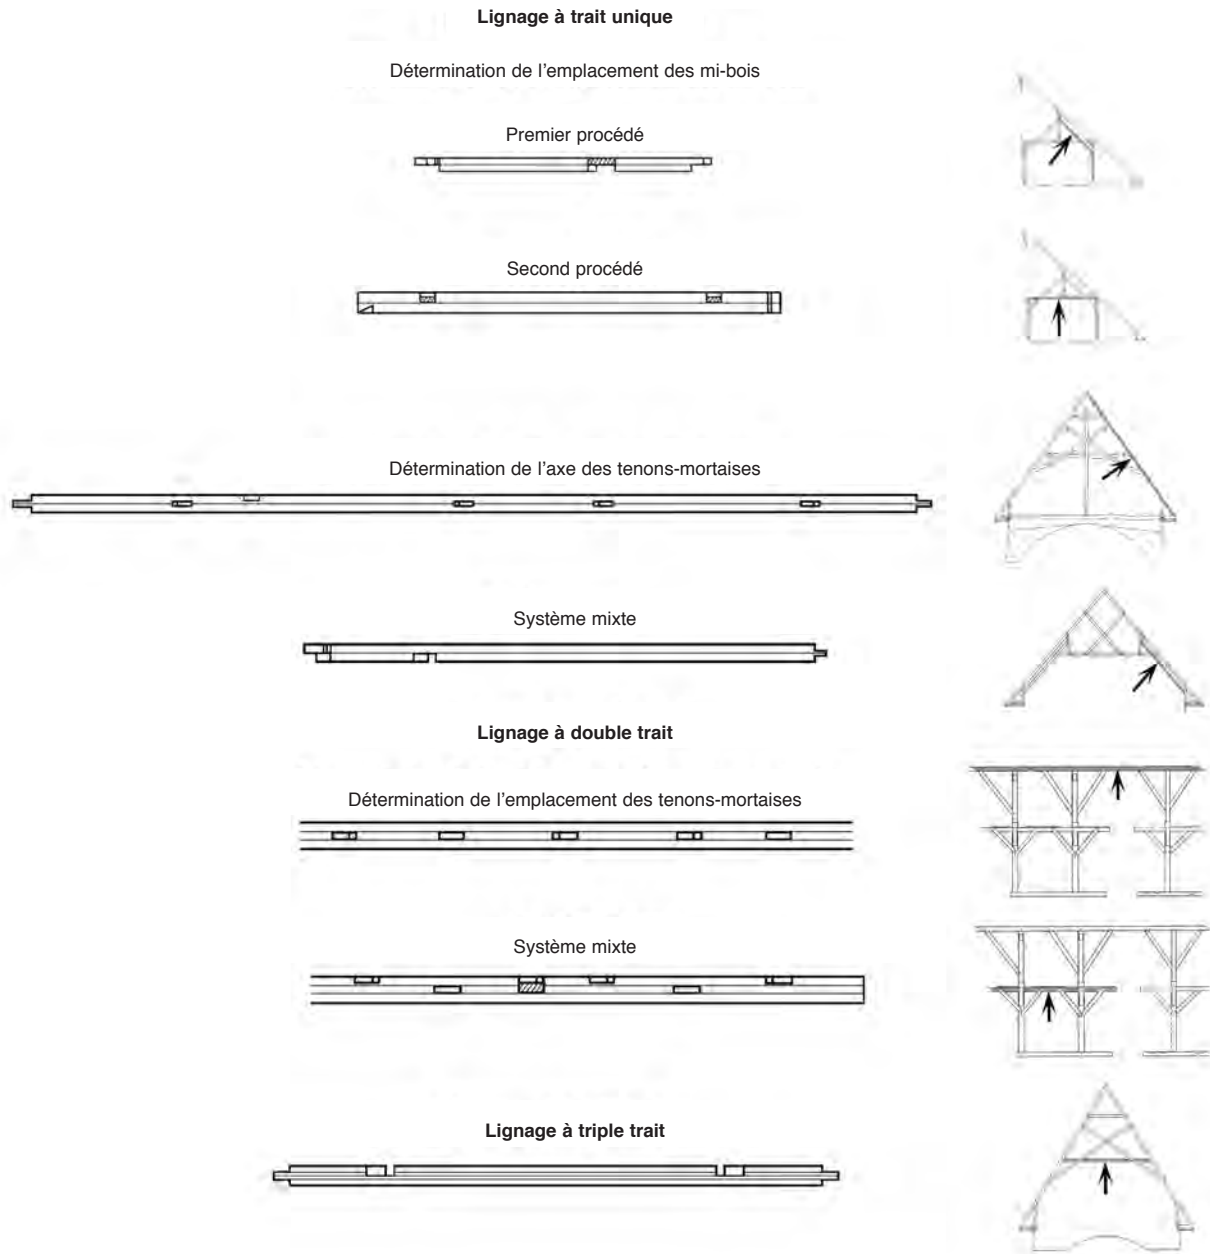 Lignage à trait unique
Détermination de l'emplacement des mi-bois
Premier procédé
Second procédé
Détermination de l'axe des tenons-mortaises
Système mixte
Lignage à double trait
Détermination de l'emplacement des tenons-mortaises
Système mixte
Lignage à triple trait